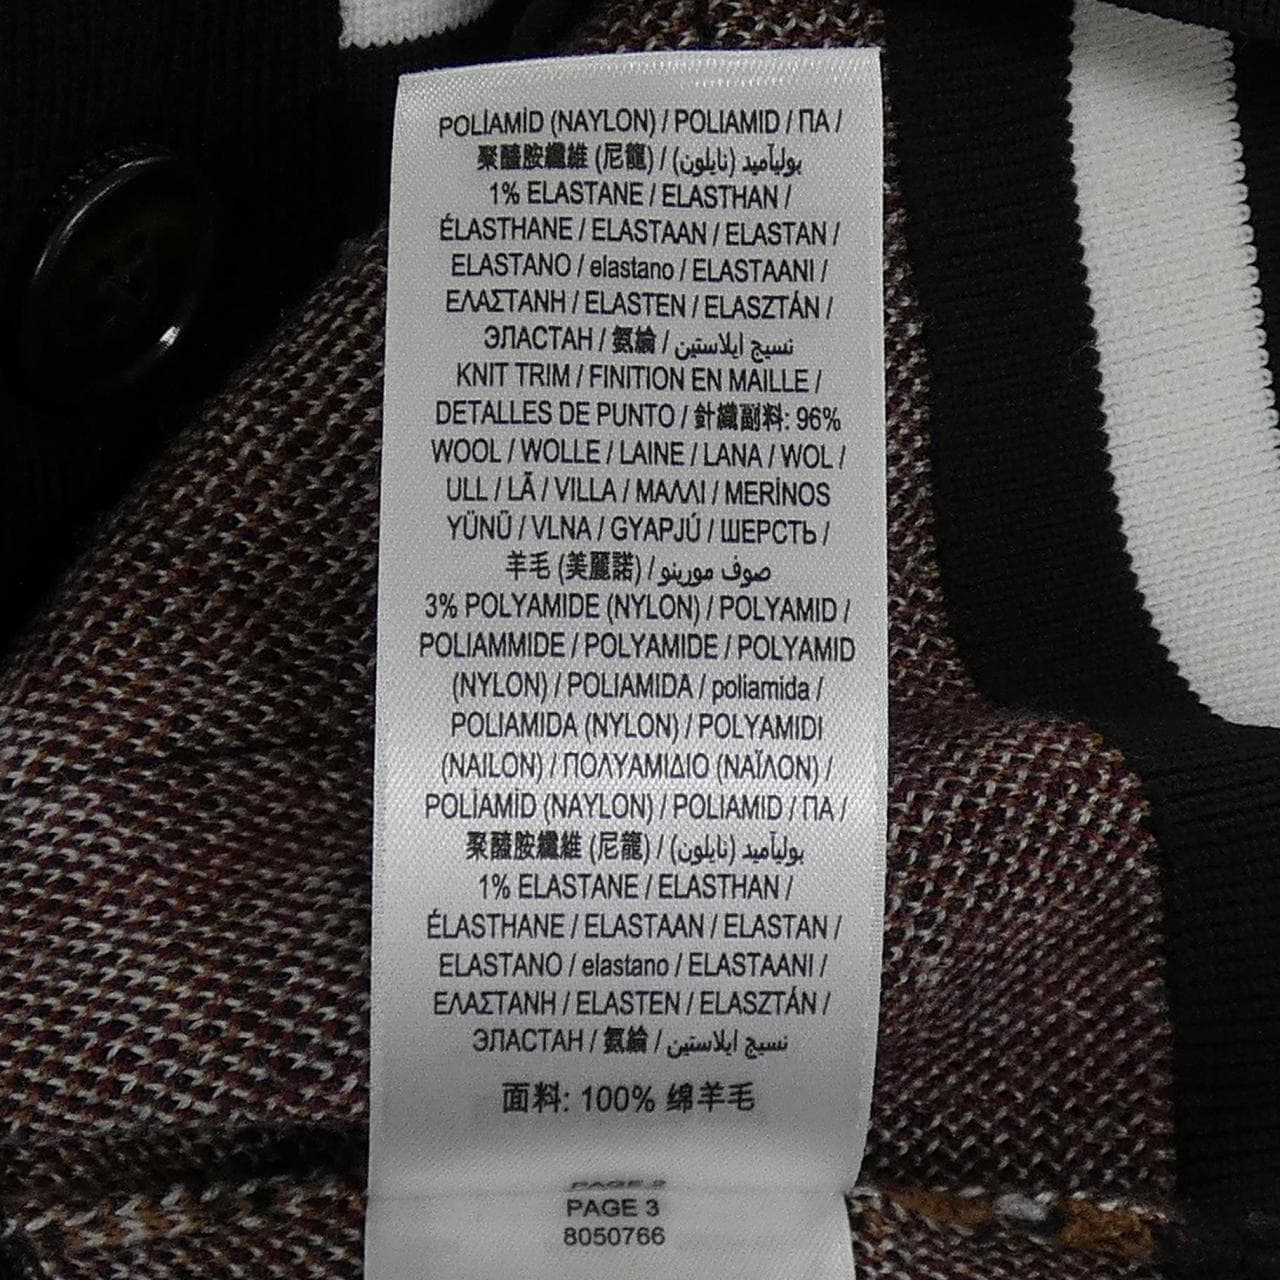 POLİAMİD (NAYLON) / POLIAMID / ПА /
聚醯胺纖維 (尼龍) / بوليآميد (نايلون)
1% ELASTANE / ELASTHAN /
ÉLASTHANE / ELASTAAN / ELASTAN /
ELASTANO / elastano / ELASTAANI /
ΕΛΑΣΤΑΝΗ / ELASTEN / ELASZTÁN /
ЭЛАСТАН / 氨綸 / نسيج ايلاستين
KNIT TRIM / FINITION EN MAILLE /
DETALLES DE PUNTO / 針織副料: 96%
WOOL / WOLLE / LAINE / LANA / WOL /
ULL / LÃ / VILLA / ΜΑΛΛΙ / MERİNOS
YÜNÜ / VLNA / GYAPJÚ / ШЕРСТЬ /
羊毛 (美麗諾) / صوف مورينو
3% POLYAMIDE (NYLON) / POLYAMID /
POLIAMMIDE / POLYAMIDE / POLYAMID
(NYLON) / POLIAMIDA / poliamida /
POLIAMIDA (NYLON) / POLYAMIDI
(NAILON) / ΠΟΛΥΑΜΙΔΙΟ (ΝΑΪΛΟΝ) /
POLİAMİD (NAYLON) / POLIAMID / ПА /
聚醯胺纖維 (尼龍) / بوليآميد (نايلون)
1% ELASTANE / ELASTHAN /
ÉLASTHANE / ELASTAAN / ELASTAN /
ELASTANO / elastano / ELASTAANI /
ΕΛΑΣΤΑΝΗ / ELASTEN / ELASZTÁN /
ЭЛАСТАН / 氨綸 / نسيج ايلاستين
面料: 100% 绵羊毛
PAGE 2
PAGE 3
8050766